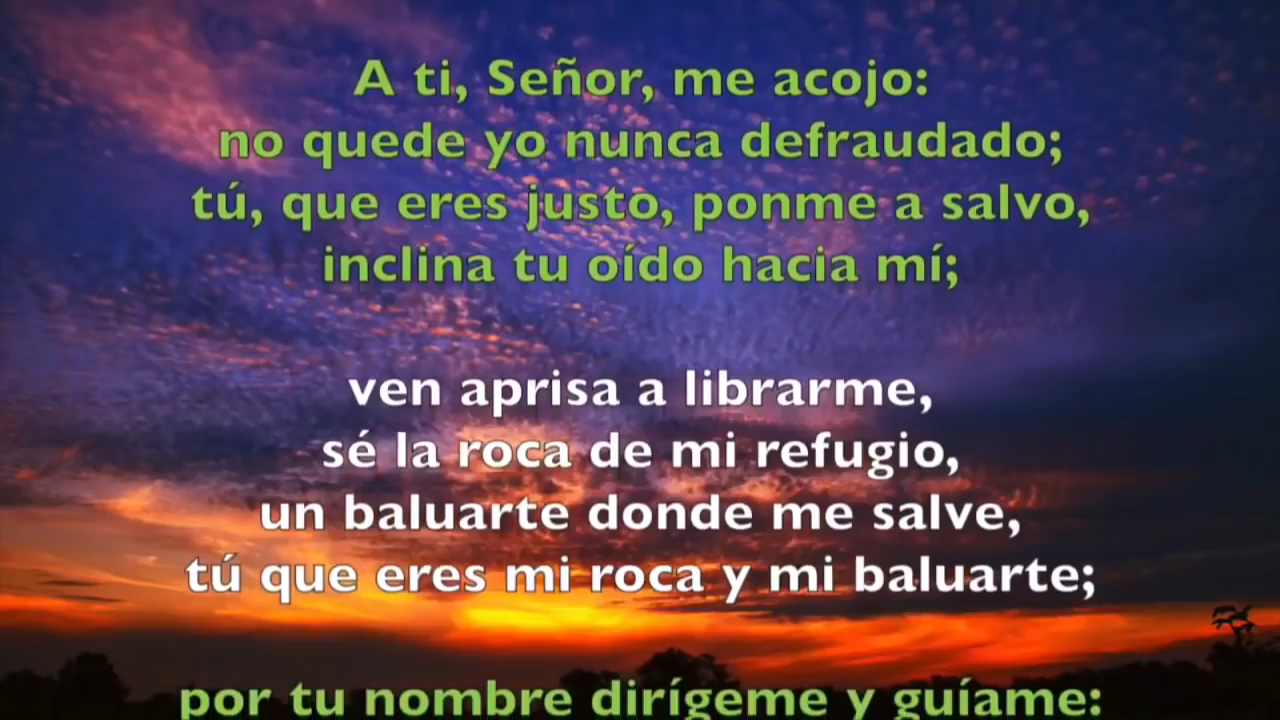 A ti, Señor, me acojo:
no quede yo nunca defraudado;
tú, que eres justo, ponme a salvo,
inclina tu oído hacia mí;
ven aprisa a librarme,
sé la roca de mi refugio,
un baluarte donde me salve,
tú que eres mi roca y mi baluarte;
por tu nombre dirígeme y guíame: